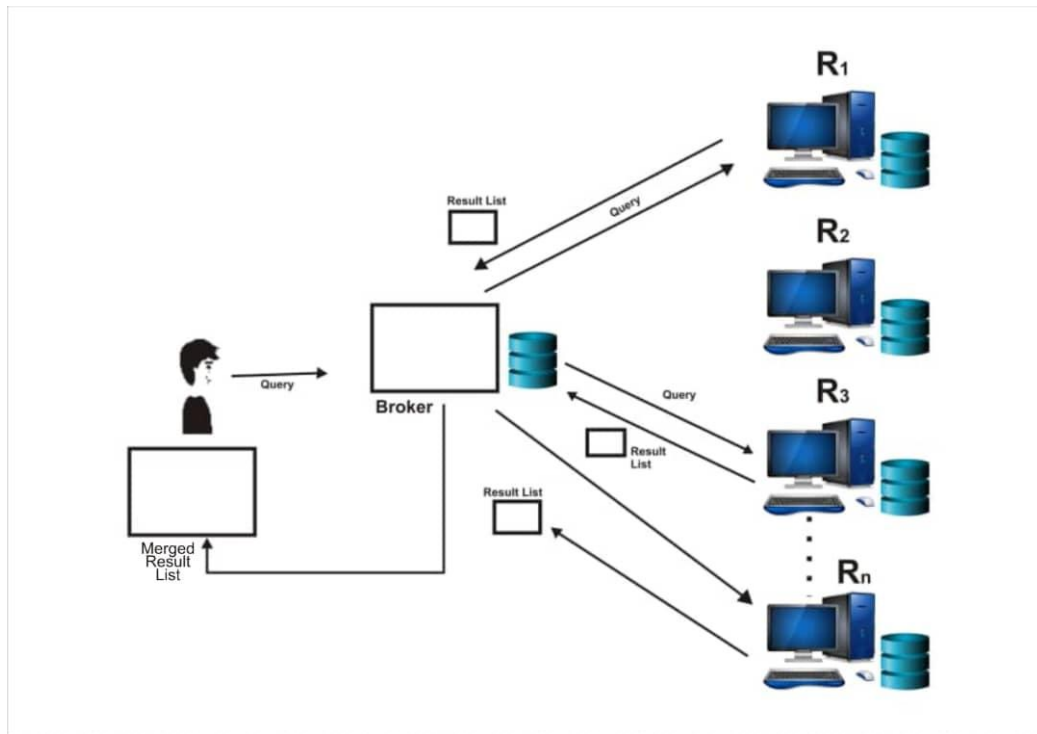 R1
Result List
Query
R2
Query
Broker
R3
Query
Result
List
Result List
Merged
Result
List
Rn